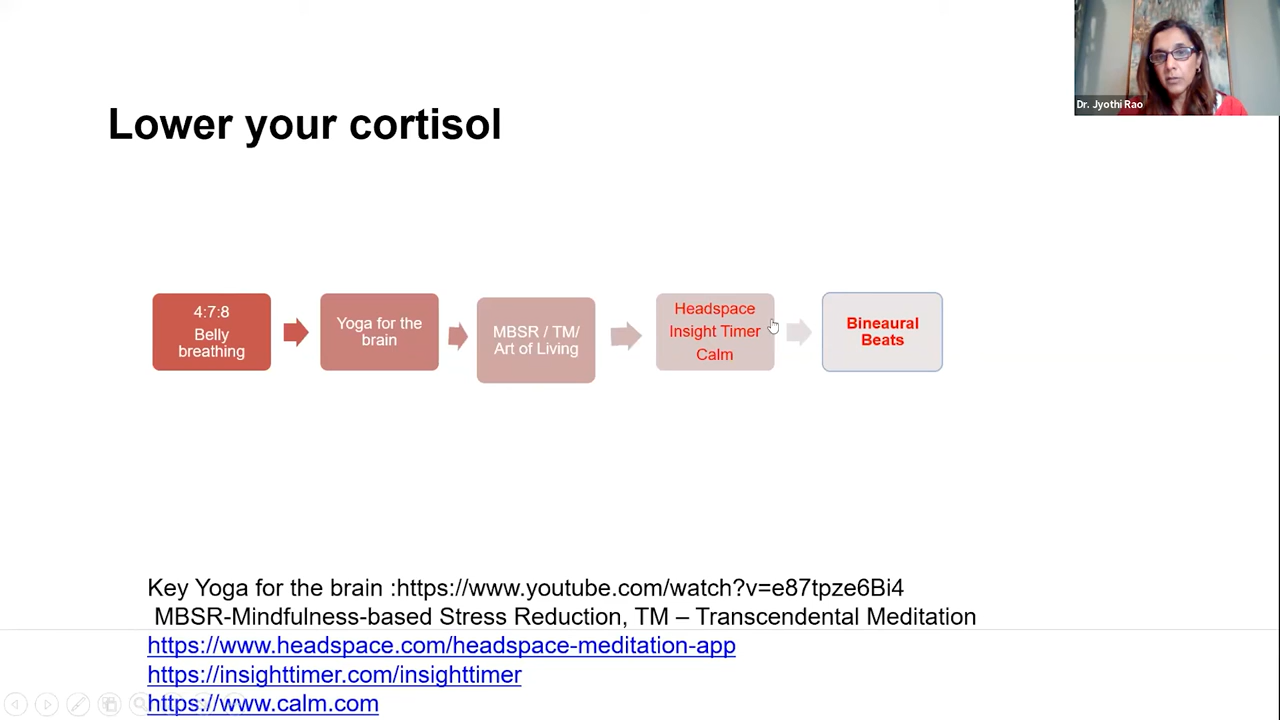 Dr. Jyothi Rao
Lower your cortisol
4:7:8
Belly
breathing
Yoga for the
brain
MBSR / TM/
Art of Living
Headspace
Insight Timer
Calm
Bineaural
Beats
Key Yoga for the brain :https://www.youtube.com/watch?v=e87tpze6Bi4
MBSR-Mindfulness-based Stress Reduction, TM – Transcendental Meditation
https://www.headspace.com/headspace-meditation-app
https://insighttimer.com/insighttimer
https://www.calm.com